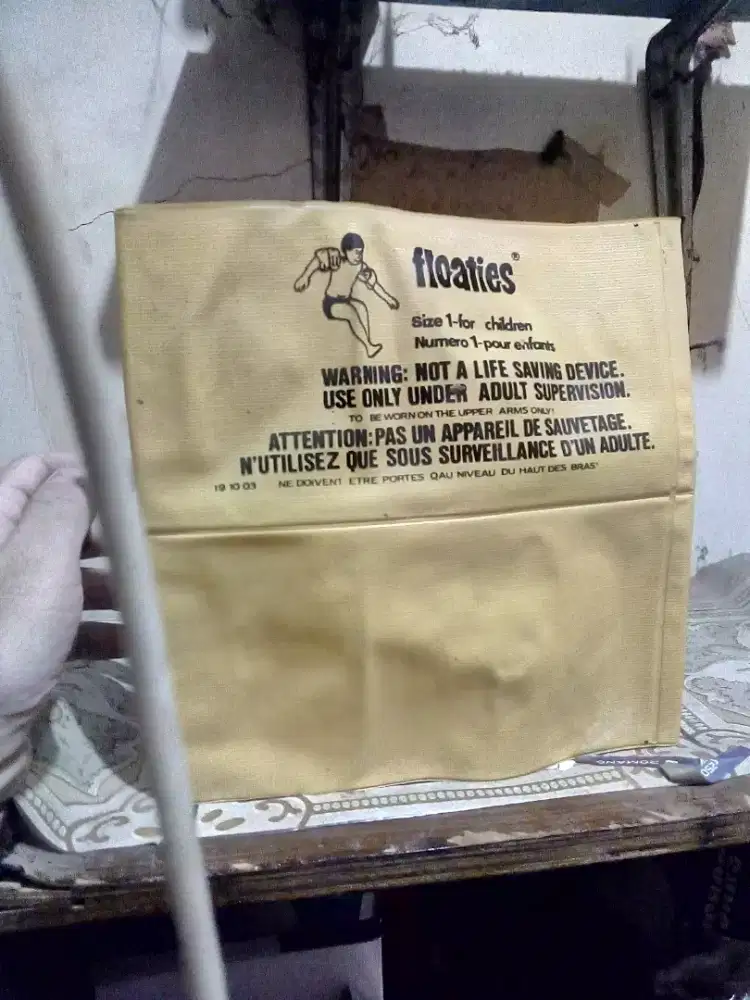 floaties®
Size 1-for children
Numero 1-pour enfants
WARNING: NOT A LIFE SAVING DEVICE.
USE ONLY UNDER ADULT SUPERVISION.
TO BE WORN ON THE UPPER ARMS ONLY!
ATTENTION: PAS UN APPAREIL DE SAUVETAGE.
N'UTILISEZ QUE SOUS SURVEILLANCE D'UN ADULTE.
19 10 03 NE DOIVENT ETRE PORTES QAU NIVEAU DU HAUT DES BRAS'
ROMANO